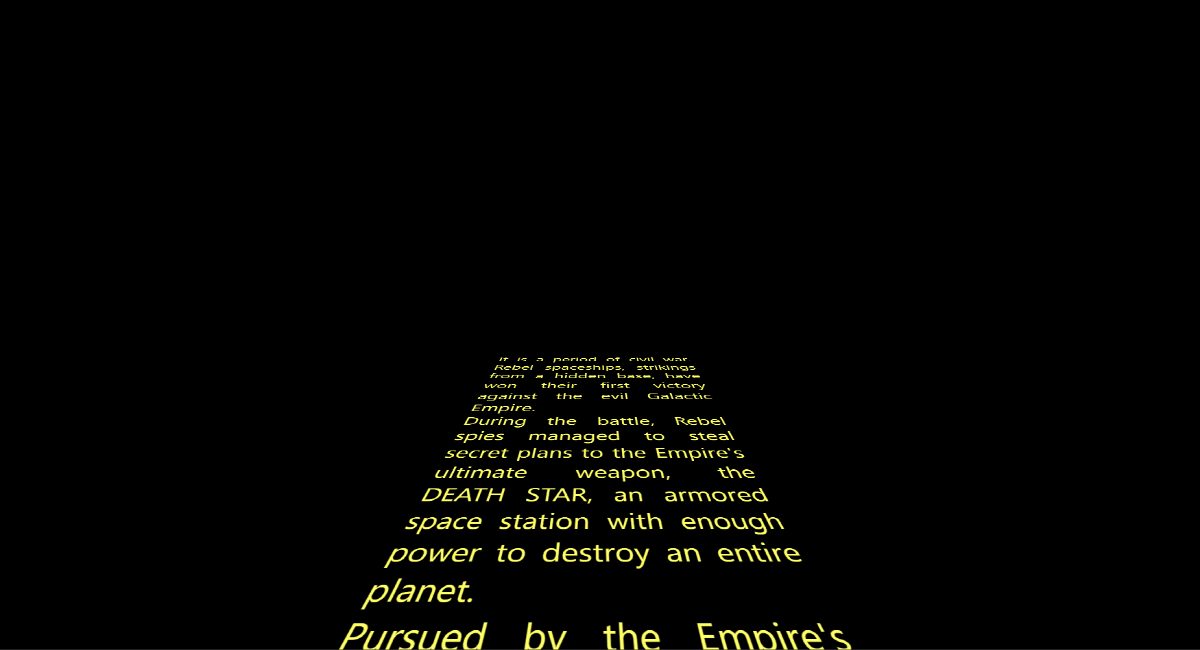 It is a period of civil war
Rebel spaceships, strikings
from a hidden base, have
won their first victory
against the evil Galactic
Empire.
During the battle, Rebel
spies managed to steal
secret plans to the Empire's
ultimate weapon, the
DEATH STAR, an armored
space station with enough
power to destroy an entire
planet.
Pursued by the Empire's